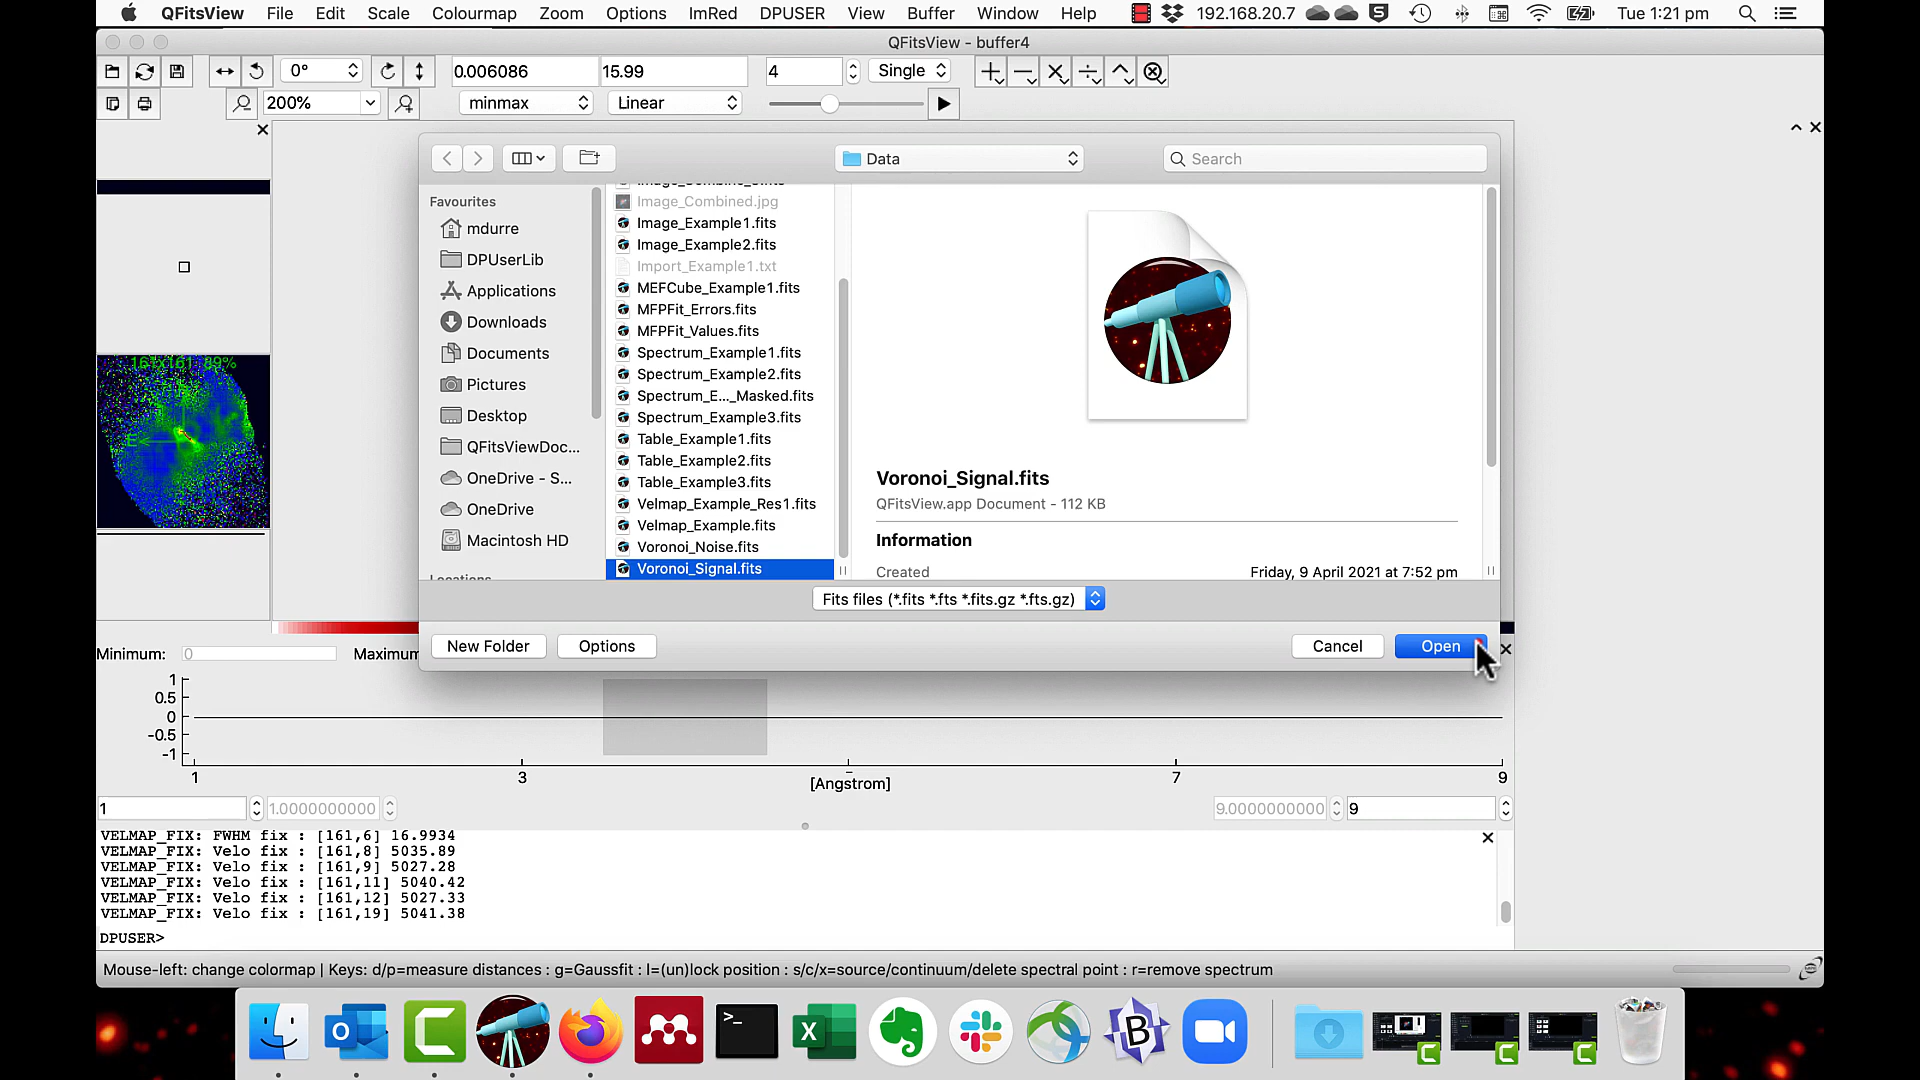 QFitsView File Edit Scale Colourmap Zoom Options ImRed DPUSER View Buffer Window Help 192.168.20.7 Tue 1:21 pm
QFitsView - buffer4
0° 0.006086 15.99 4 Single
200% minmax Linear
Data Search
Favourites
mdurre
DPUserLib
Applications
Downloads
Documents
Pictures
Desktop
QFitsViewDoc...
OneDrive - S...
OneDrive
Macintosh HD
Image_Combined.jpg
Image_Example1.fits
Image_Example2.fits
Import_Example1.txt
MEFCube_Example1.fits
MFPFit_Errors.fits
MFPFit_Values.fits
Spectrum_Example1.fits
Spectrum_Example2.fits
Spectrum_E..._Masked.fits
Spectrum_Example3.fits
Table_Example1.fits
Table_Example2.fits
Table_Example3.fits
Velmap_Example_Res1.fits
Velmap_Example.fits
Voronoi_Noise.fits
Voronoi_Signal.fits
Voronoi_Signal.fits
QFitsView.app Document - 112 KB
Information
Created Friday, 9 April 2021 at 7:52 pm
Fits files (*.fits *.fts *.fits.gz *.fts.gz)
New Folder Options Cancel Open
161x161 89%
E
Minimum: 0 Maximum
1
0.5
0
-0.5
-1
1 3 7 9
[Angstrom]
1 1.0000000000 9.0000000000 9
VELMAP_FIX: FWHM fix : [161,6] 16.9934
VELMAP_FIX: Velo fix : [161,8] 5035.89
VELMAP_FIX: Velo fix : [161,9] 5027.28
VELMAP_FIX: Velo fix : [161,11] 5040.42
VELMAP_FIX: Velo fix : [161,12] 5027.33
VELMAP_FIX: Velo fix : [161,19] 5041.38
DPUSER>
Mouse-left: change colormap | Keys: d/p=measure distances : g=Gaussfit : l=(un)lock position : s/c/x=source/continuum/delete spectral point : r=remove spectrum